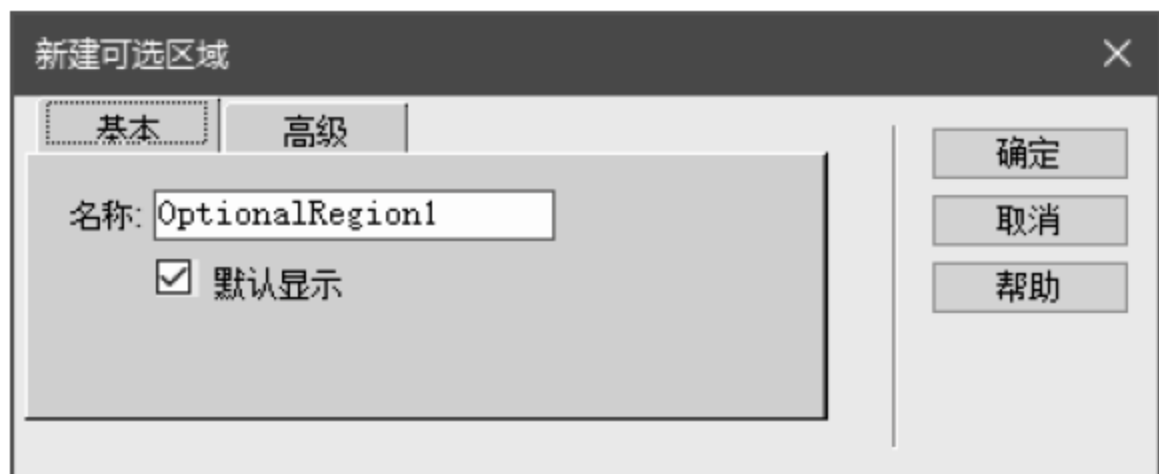 新建可选区域
基本 高级
确定
名称: OptionalRegion1
取消
默认显示
帮助